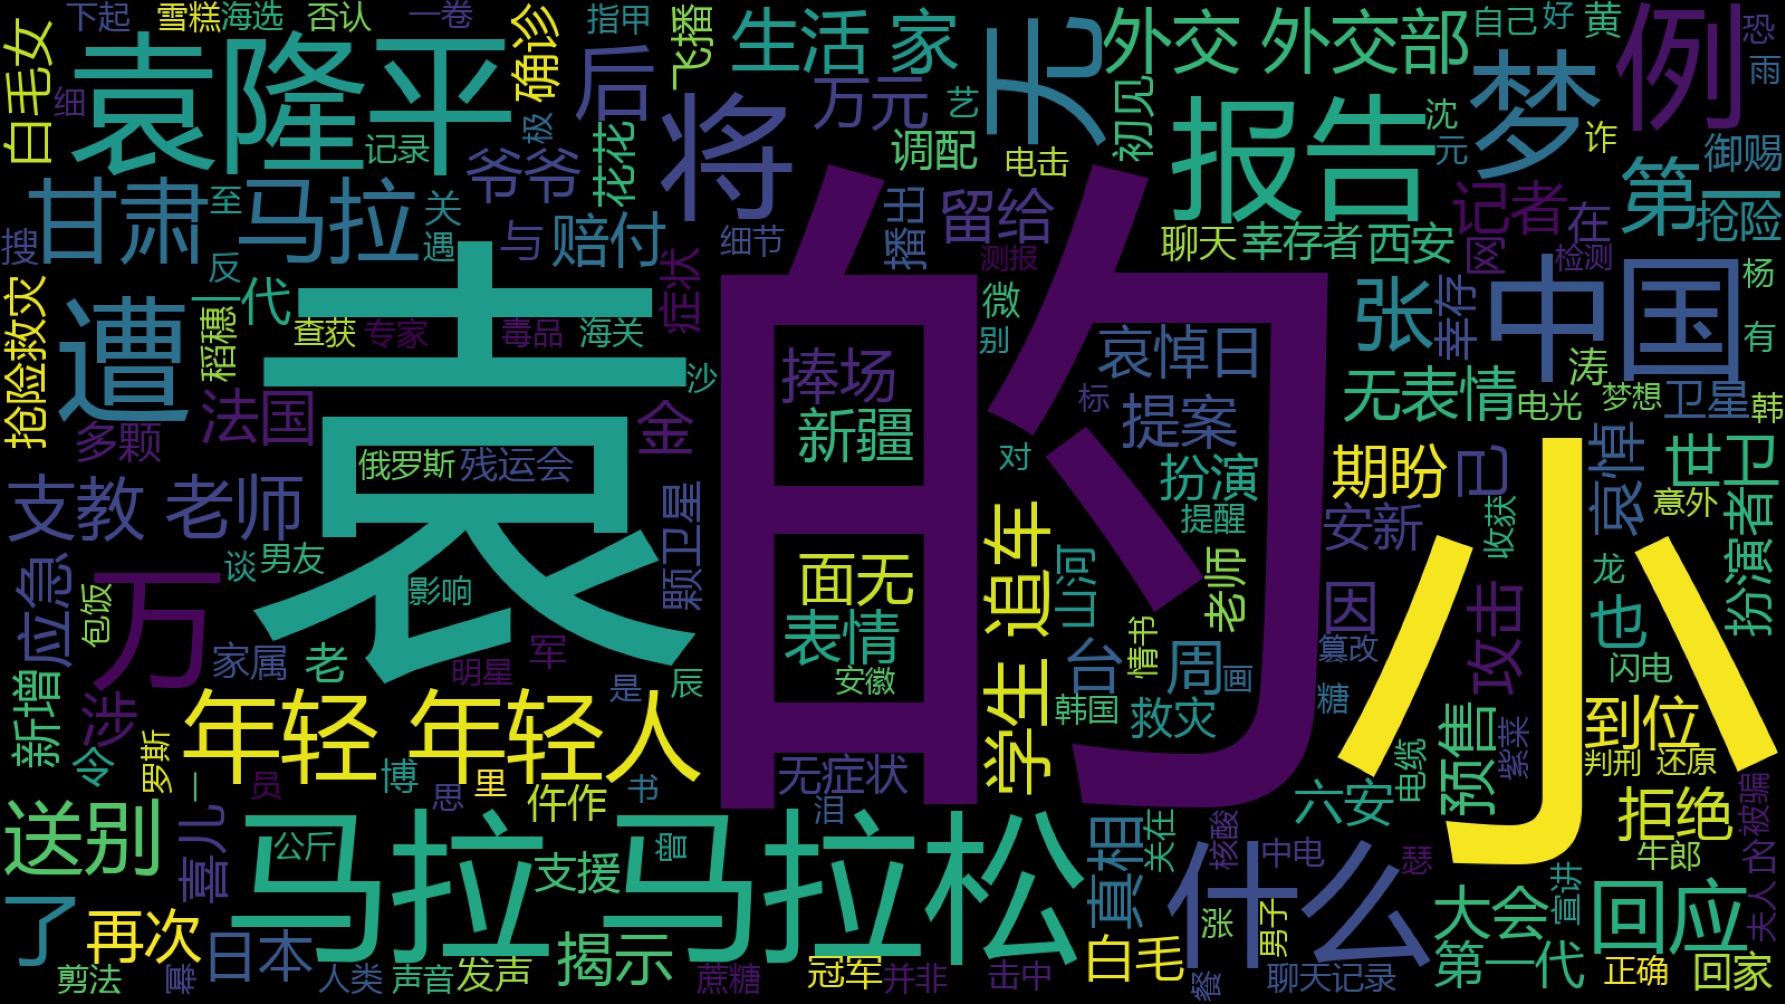 下起 雪糕 海选 否认 一卷 确诊 指甲 飞播 生活 家 无 外交 外交部 自己 好 黄 例 恐
白毛女 细 袁隆平 后 万元 艺 初见 梦 雨
记录 极 花花 将 调配 电击 报告 沈 元 诈 御赐
甘肃 至 马拉 关 爷爷 播出 留给 记者 在 第 抢险
搜 反 遇 与 赔付 症状 细节 测报 聊天 幸存者 西安 网 检测 杨
抢险救灾 遭 稻穗 一代 袁 的 微 别 哀悼日 张 幸存 中国 有
查获 专家 毒品 海关 沙 捧场 标 无表情 涛 电光 梦想 卫星 韩
多颗 法国 金 新疆 提案 哀悼 世卫
支教 老师 俄罗斯 残运会 颗卫星 对 扮演 提醒 期盼 己 安新 收获 意外 扮演者
应急 万 谈 男友 影响 面无 学生 追车 山河 老师 因 小 龙 也
包饭 家属 老 明星 军 表情 台 情书 周 画 篡改 攻击 闪电
新增 涉 是 辰 安徽 韩国 救灾 糖 到位
令 罗斯 年轻 年轻人 无症状 六安 电缆 预售 紫菜 判刑 还原
一 员 博 思 里 仵作 书 泪 拒绝 被骗
送别 喜儿 马拉 公斤 支援 曾 马拉松 真相 关在 核酸 什么 中电 瑟 牛郎 夫人名
了 再次 日本 揭示 白毛 涨 男子 大会 宣讲 回应
剪法 幕 人类 声音 发声 蔗糖 冠军 并非 击中 餐 聊天记录 第一代 正确 回家